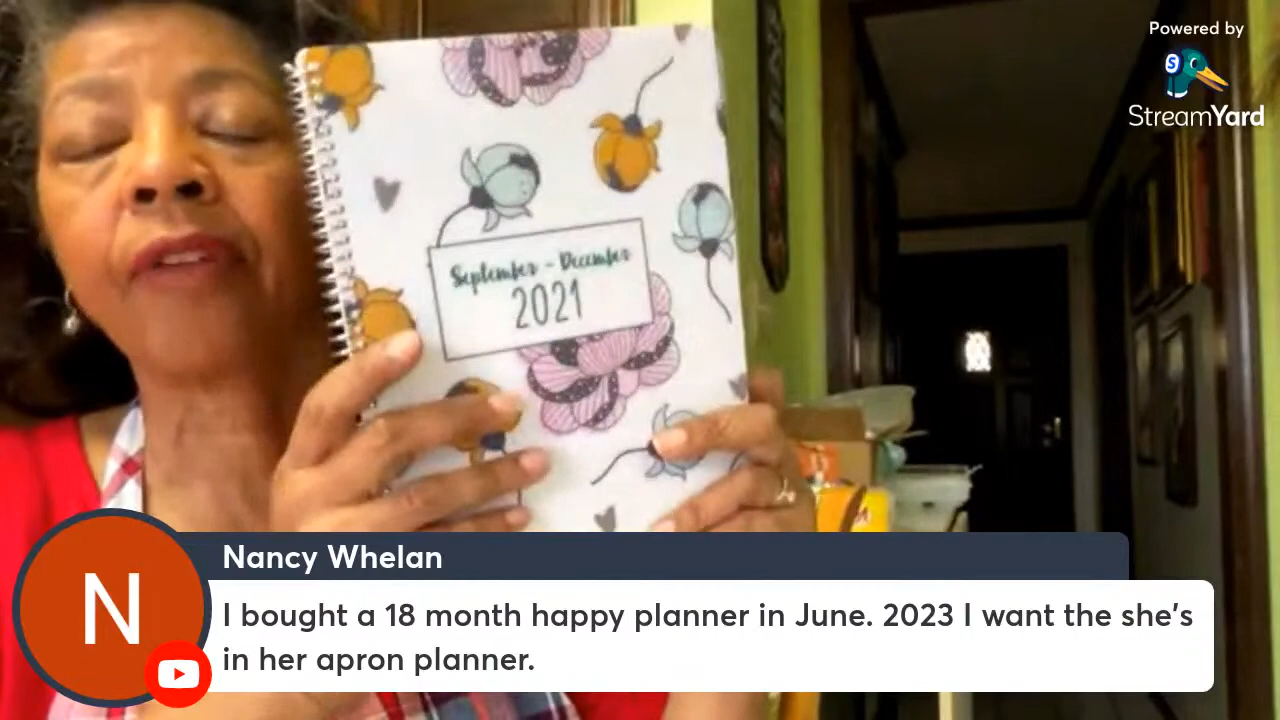 Powered by
S
StreamYard
September - December
2021
Nancy Whelan
N
I bought a 18 month happy planner in June. 2023 I want the she's
in her apron planner.